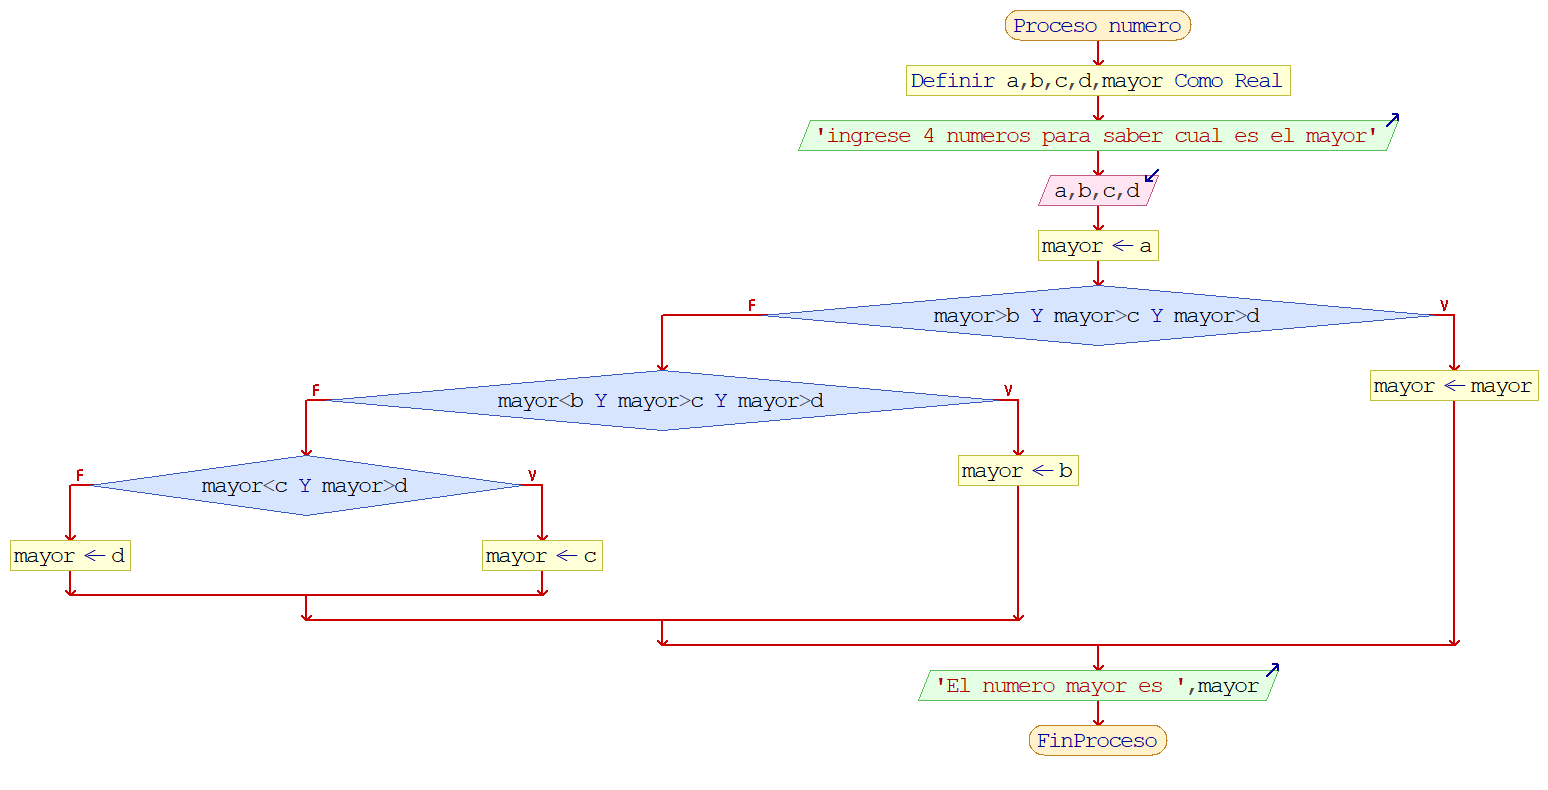 Proceso numero
Definir a,b,c,d,mayor Como Real
'ingrese 4 numeros para saber cual es el mayor'
a,b,c,d
mayor ← a
F
V
mayor>b Y mayor>c Y mayor>d
mayor ← mayor
F
V
mayor<b Y mayor>c Y mayor>d
mayor ← b
F
V
mayor<c Y mayor>d
mayor ← d
mayor ← c
'El numero mayor es ',mayor
FinProceso